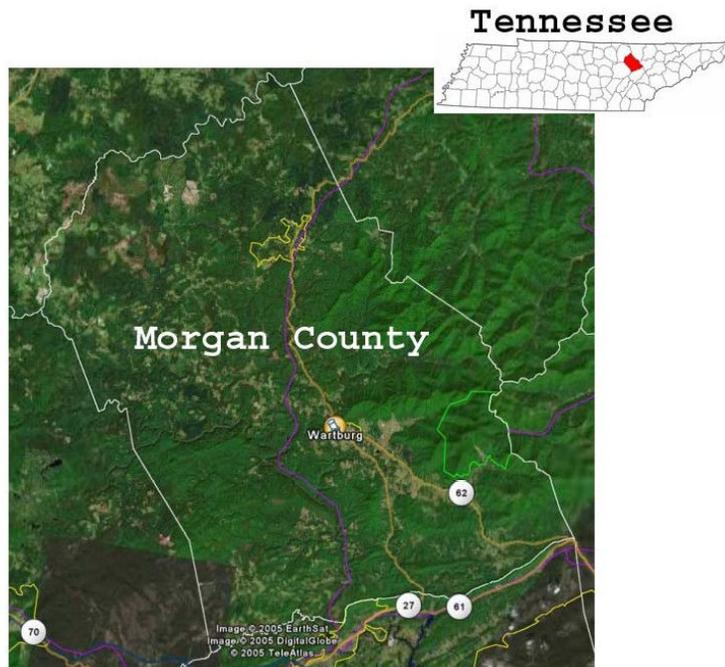 Tennessee
Morgan County
Wartburg
62
27
61
70
Image © 2005 EarthSat
Image © 2005 DigitalGlobe
© 2005 TeleAtlas